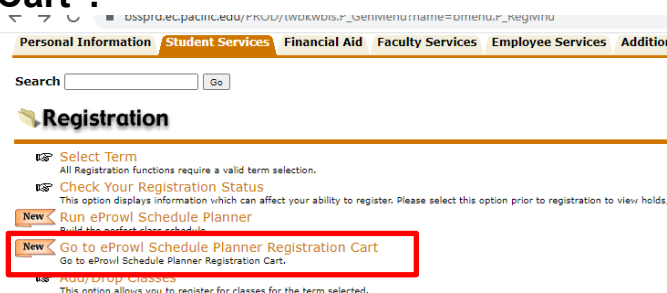 Cart".
bssprd.ec.pacific.edu/PROD/twbkwbis.P_GenMenu?name=bmenu.P_RegMnu
Personal Information Student Services Financial Aid Faculty Services Employee Services Addition
Search Go
Registration
Select Term
All Registration functions require a valid term selection.
Check Your Registration Status
This option displays information which can affect your ability to register. Please select this option prior to registration to view holds,
New Run eProwl Schedule Planner
Build the perfect class schedule.
New Go to eProwl Schedule Planner Registration Cart
Go to eProwl Schedule Planner Registration Cart.
Add/Drop Classes
This option allows you to register for classes for the term selected.